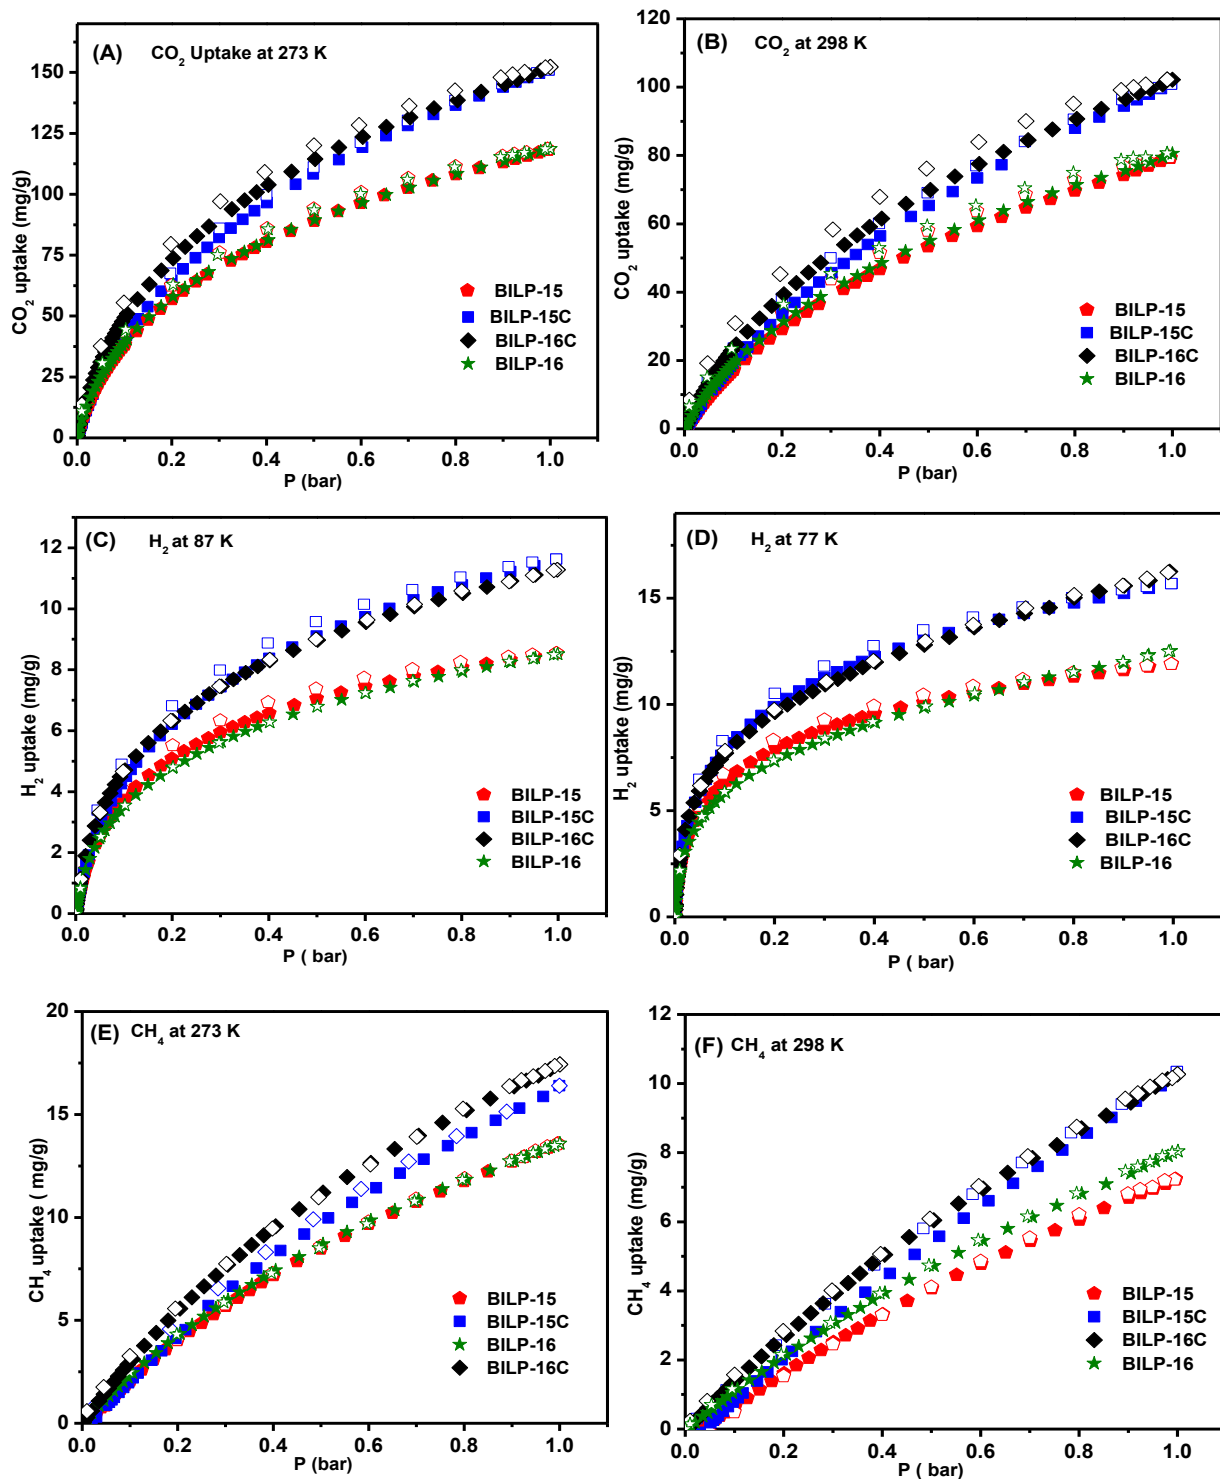 (A) CO2 Uptake at 273 K
CO2 uptake (mg/g)
150
125
100
75
50
25
0
0.0 0.2 0.4 0.6 0.8 1.0
P (bar)
BILP-15
BILP-15C
BILP-16C
BILP-16
(B) CO2 at 298 K
CO2 uptake (mg/g)
120
100
80
60
40
20
0
0.0 0.2 0.4 0.6 0.8 1.0
P (bar)
BILP-15
BILP-15C
BILP-16C
BILP-16
(C) H2 at 87 K
H2 uptake (mg/g)
12
10
8
6
4
2
0
0.0 0.2 0.4 0.6 0.8 1.0
P ( bar)
BILP-15
BILP-15C
BILP-16C
BILP-16
(D) H2 at 77 K
H2 uptake (mg/g)
15
10
5
0
0.0 0.2 0.4 0.6 0.8 1.0
P ( bar)
BILP-15
BILP-15C
BILP-16C
BILP-16
(E) CH4 at 273 K
CH4 uptake ( mg/g)
20
15
10
5
0
0.0 0.2 0.4 0.6 0.8 1.0
P (bar)
BILP-15
BILP-15C
BILP-16
BILP-16C
(F) CH4 at 298 K
CH4 uptake (mg/g)
12
10
8
6
4
2
0
0.0 0.2 0.4 0.6 0.8 1.0
P ( bar)
BILP-15
BILP-15C
BILP-16C
BILP-16